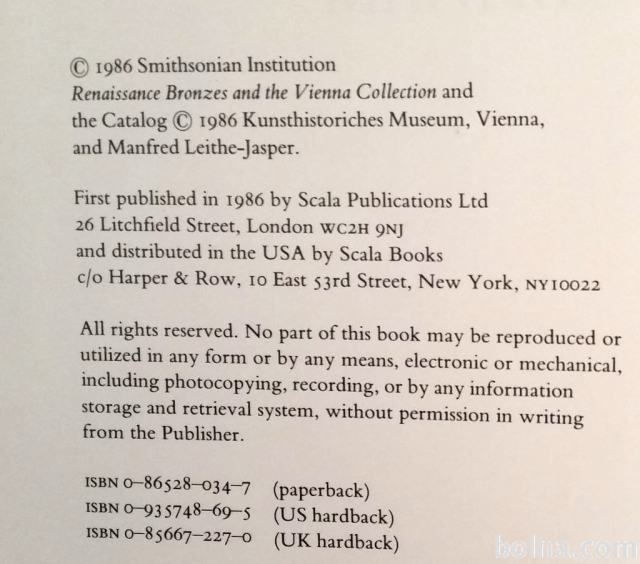 © 1986 Smithsonian Institution
Renaissance Bronzes and the Vienna Collection and
the Catalog © 1986 Kunsthistoriches Museum, Vienna,
and Manfred Leithe-Jasper.
First published in 1986 by Scala Publications Ltd
26 Litchfield Street, London WC2H 9NJ
and distributed in the USA by Scala Books
c/o Harper & Row, 10 East 53rd Street, New York, NY10022
All rights reserved. No part of this book may be reproduced or
utilized in any form or by any means, electronic or mechanical,
including photocopying, recording, or by any information
storage and retrieval system, without permission in writing
from the Publisher.
ISBN 0–86528–034–7 (paperback)
ISBN 0–935748–69–5 (US hardback)
ISBN 0–85667–227–0 (UK hardback)
bolha.com